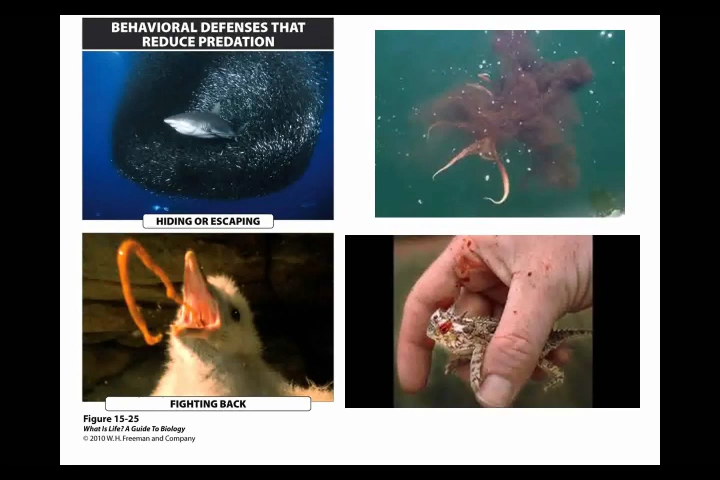 BEHAVIORAL DEFENSES THAT
REDUCE PREDATION
HIDING OR ESCAPING
FIGHTING BACK
Figure 15-25
What Is Life? A Guide To Biology
© 2010 W. H. Freeman and Company